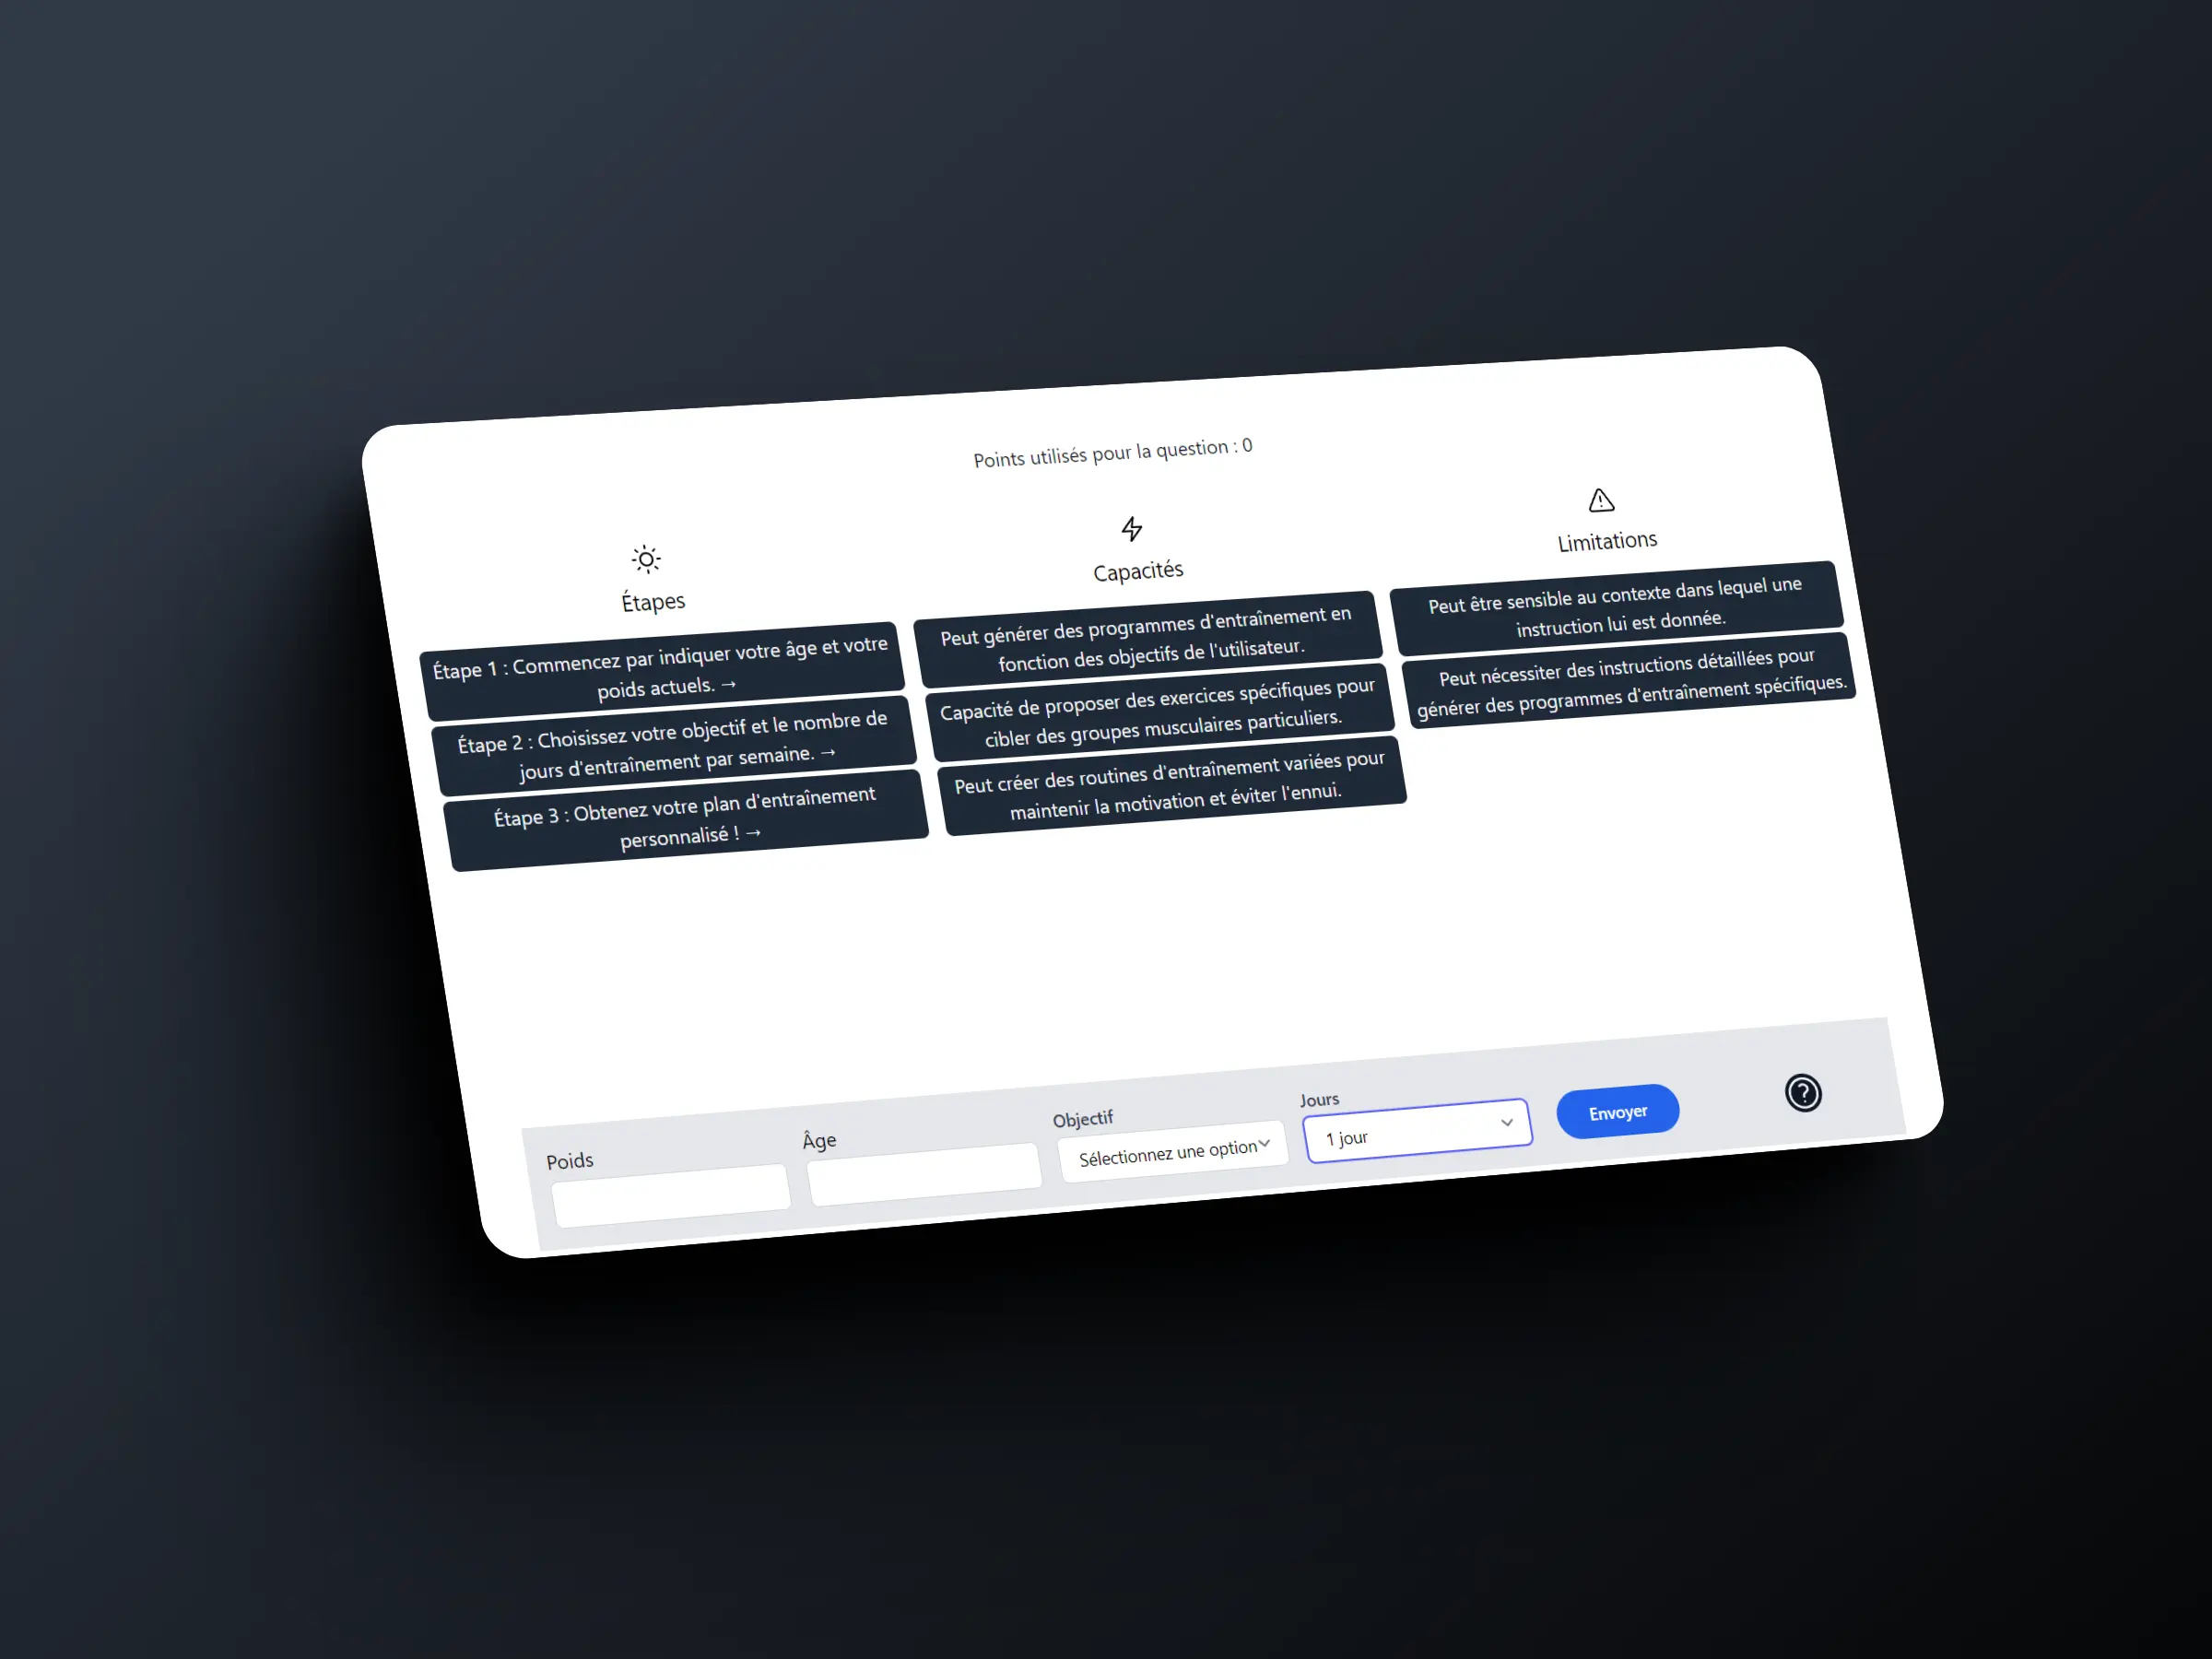 Points utilisés pour la question : 0
Étapes
Étape 1 : Commencez par indiquer votre âge et votre
poids actuels. →
Étape 2 : Choisissez votre objectif et le nombre de
jours d'entraînement par semaine. →
Étape 3 : Obtenez votre plan d'entraînement
personnalisé ! →
Capacités
Peut générer des programmes d'entraînement en
fonction des objectifs de l'utilisateur.
Capacité de proposer des exercices spécifiques pour
cibler des groupes musculaires particuliers.
Peut créer des routines d'entraînement variées pour
maintenir la motivation et éviter l'ennui.
Limitations
Peut être sensible au contexte dans lequel une
instruction lui est donnée.
Peut nécessiter des instructions détaillées pour
générer des programmes d'entraînement spécifiques.
Poids
Âge
Objectif
Sélectionnez une option
Jours
1 jour
Envoyer
?